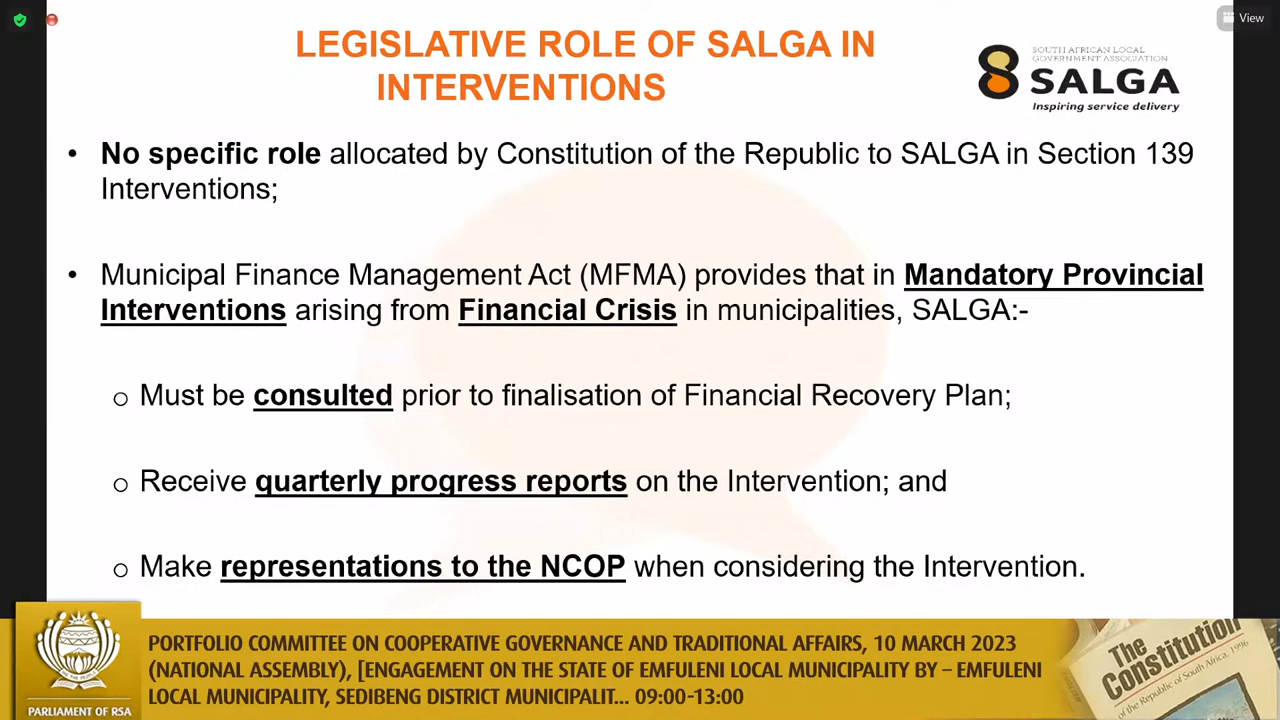 View
LEGISLATIVE ROLE OF SALGA IN
INTERVENTIONS
SOUTH AFRICAN LOCAL
GOVERNMENT ASSOCIATION
SALGA
Inspiring service delivery
• No specific role allocated by Constitution of the Republic to SALGA in Section 139
Interventions;
• Municipal Finance Management Act (MFMA) provides that in Mandatory Provincial
Interventions arising from Financial Crisis in municipalities, SALGA:-
o Must be consulted prior to finalisation of Financial Recovery Plan;
o Receive quarterly progress reports on the Intervention; and
o Make representations to the NCOP when considering the Intervention.
PORTFOLIO COMMITTEE ON COOPERATIVE GOVERNANCE AND TRADITIONAL AFFAIRS, 10 MARCH 2023
(NATIONAL ASSEMBLY), [ENGAGEMENT ON THE STATE OF EMFULENI LOCAL MUNICIPALITY BY – EMFULENI
LOCAL MUNICIPALITY, SEDIBENG DISTRICT MUNICIPALIT... 09:00-13:00
PARLIAMENT OF RSA
The
Constitution
of the Republic of South Africa, 1996